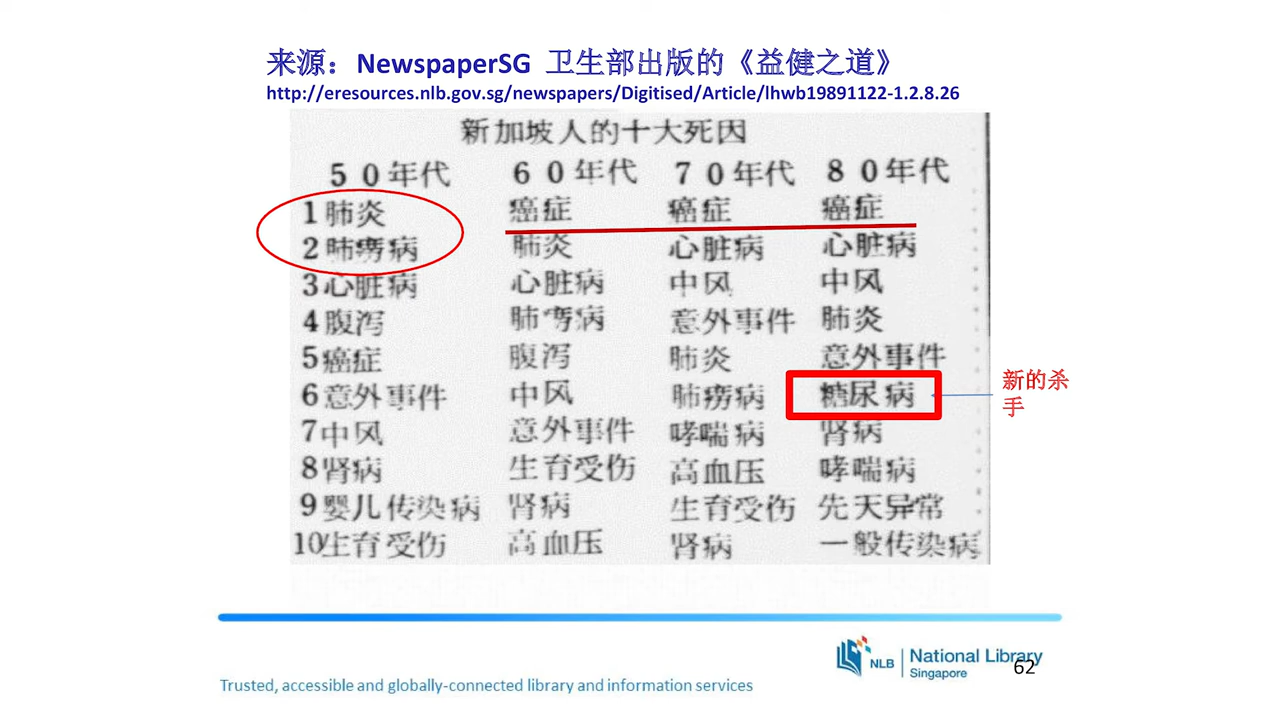 来源：NewspaperSG 卫生部出版的《益健之道》
http://eresources.nlb.gov.sg/newspapers/Digitised/Article/lhwb19891122-1.2.8.26
新加坡人的十大死因
50年代 60年代 70年代 80年代
1肺炎 癌症 癌症 癌症
2肺痨病 肺炎 心脏病 心脏病
3心脏病 心脏病 中风 中风
4腹泻 肺痨病 意外事件 肺炎
5癌症 腹泻 肺炎 意外事件
6意外事件 中风 肺痨病 糖尿病
7中风 意外事件 哮喘病 肾病
8肾病 生育受伤 高血压 哮喘病
9婴儿传染病 肾病 生育受伤 先天异常
10生育受伤 高血压 肾病 一般传染病
新的杀
手
NLB National Library
Singapore
62
Trusted, accessible and globally-connected library and information services